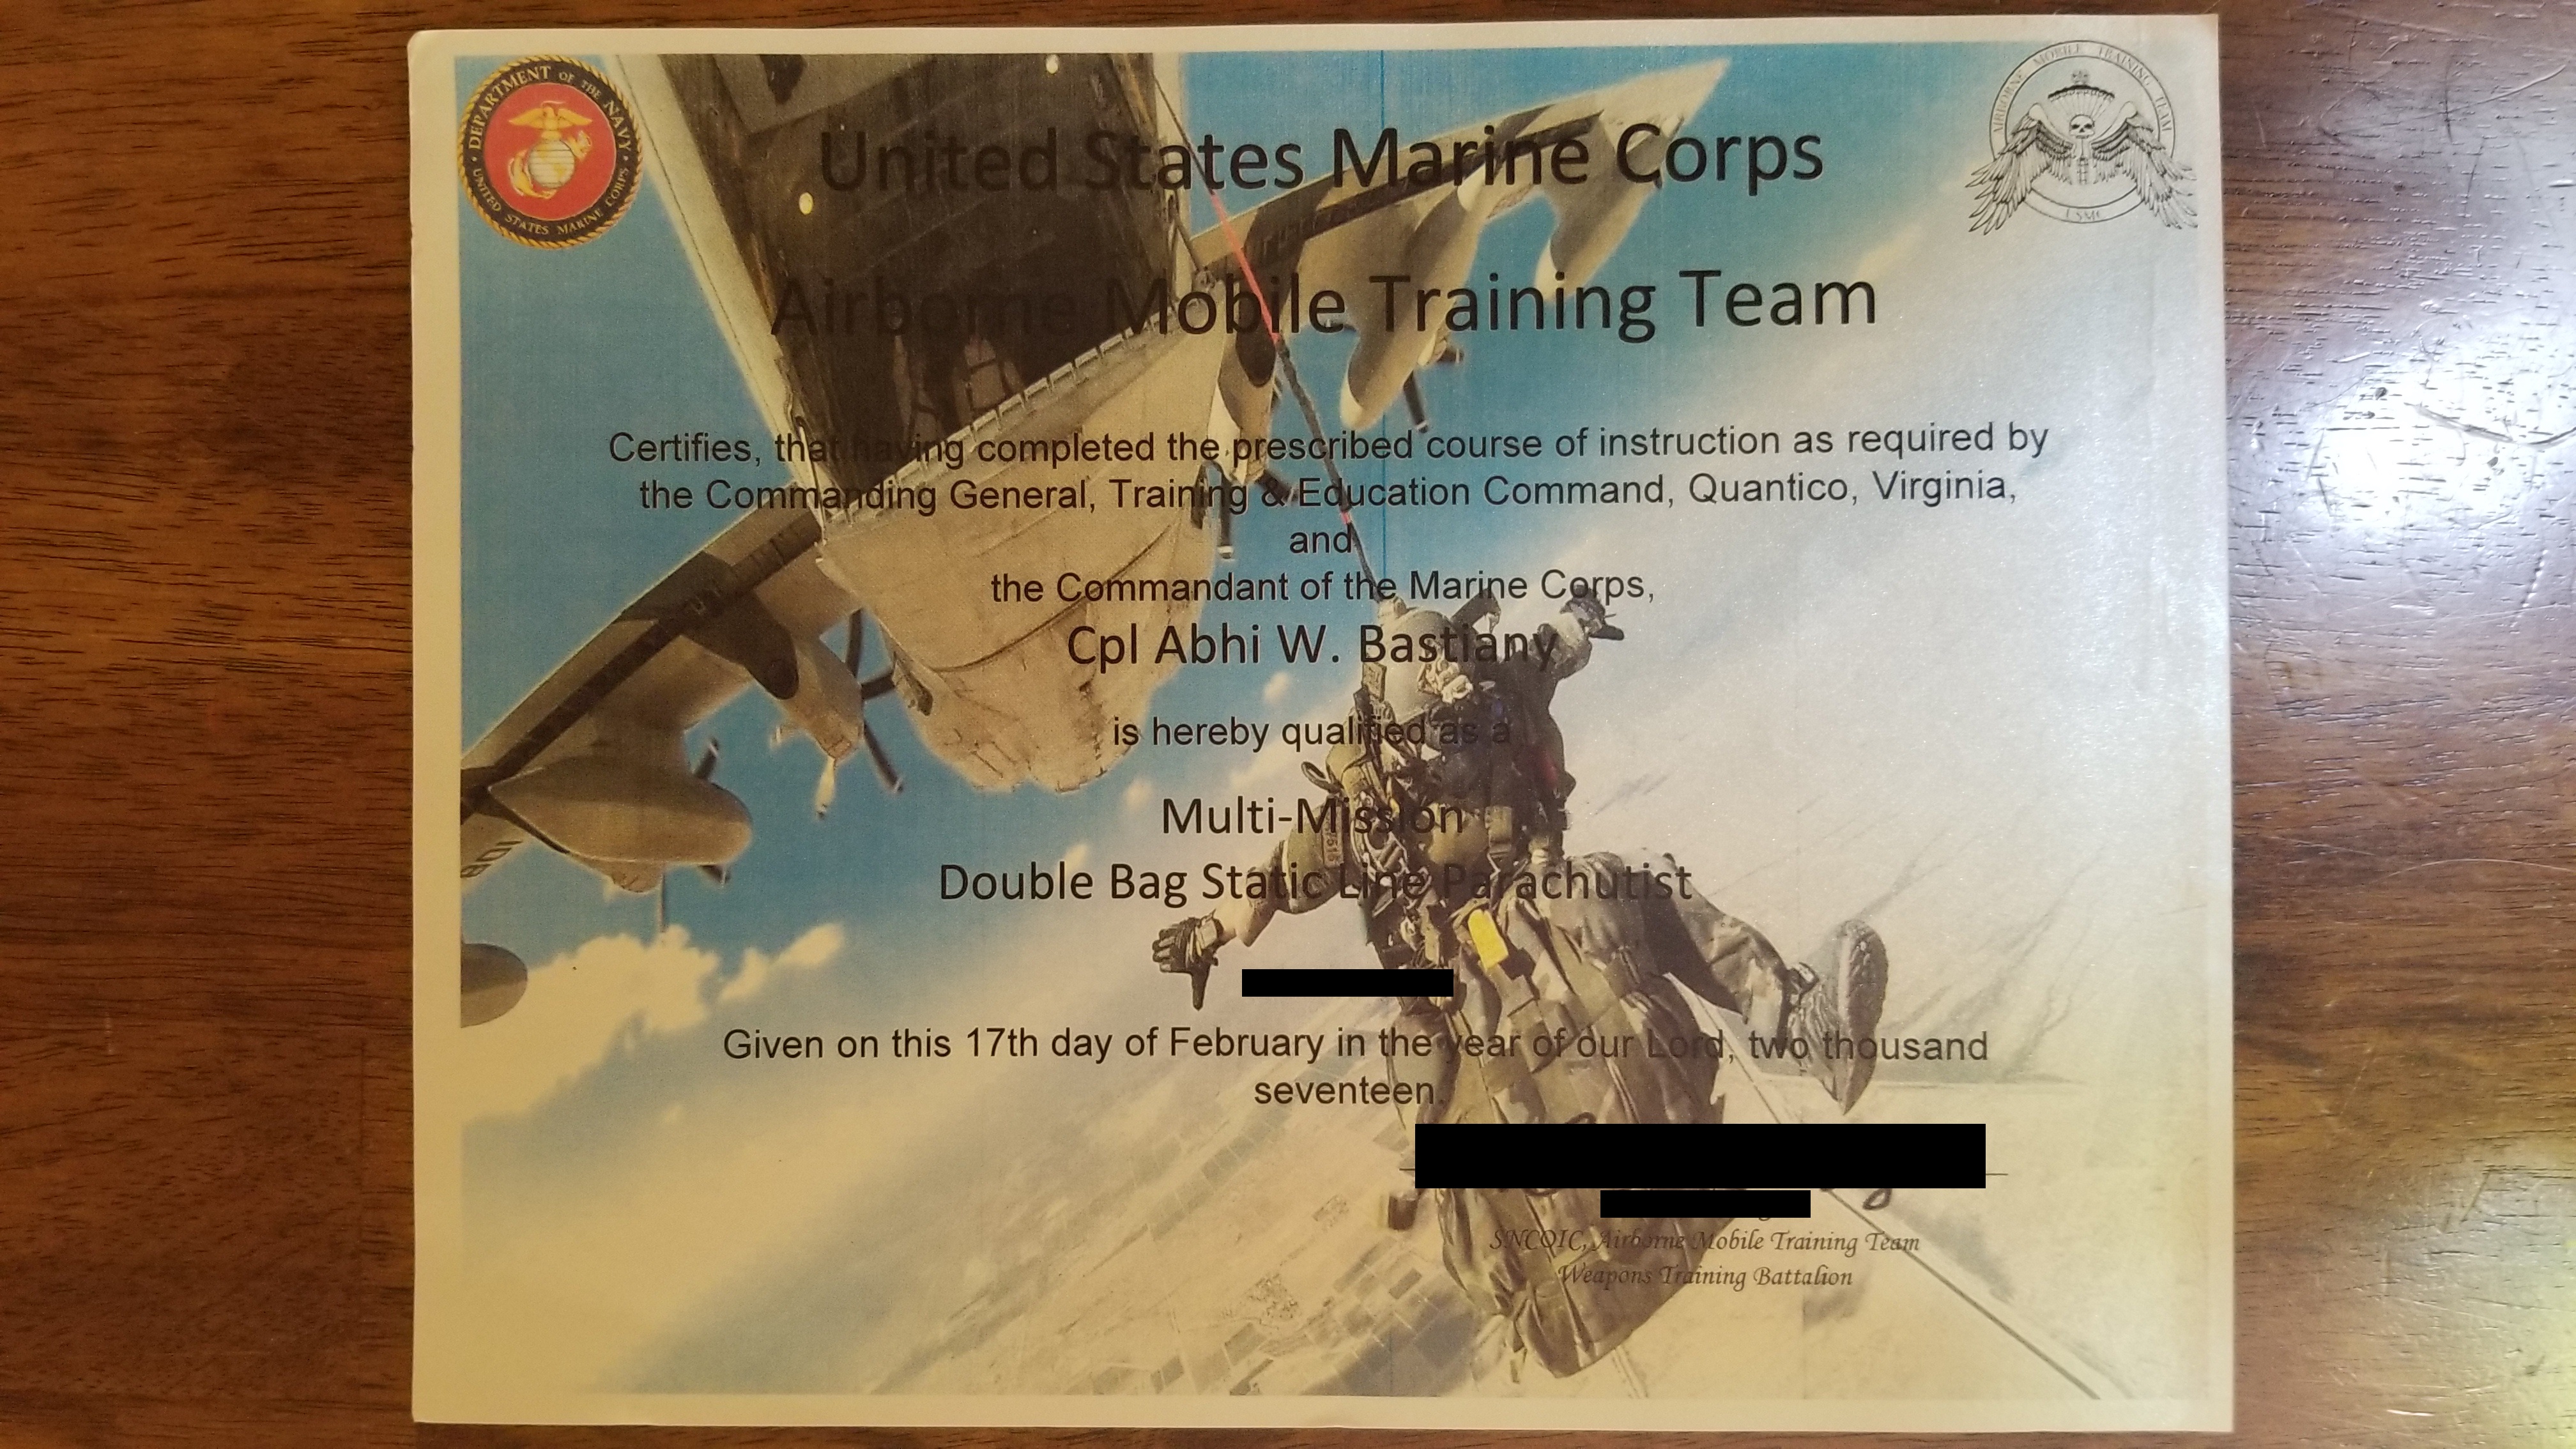 DEPARTMENT OF THE NAVY
UNITED STATES MARINE CORPS
AIRBORNE MOBILE TRAINING TEAM
USMC
United States Marine Corps
Airborne Mobile Training Team
Certifies, that having completed the prescribed course of instruction as required by
the Commanding General, Training & Education Command, Quantico, Virginia,
and
the Commandant of the Marine Corps,
Cpl Abhi W. Bastiany
is hereby qualified as a
Multi-Mission
Double Bag Static Line Parachutist
Given on this 17th day of February in the year of our Lord, two thousand
seventeen.
SNCOIC, Airborne Mobile Training Team
Weapons Training Battalion